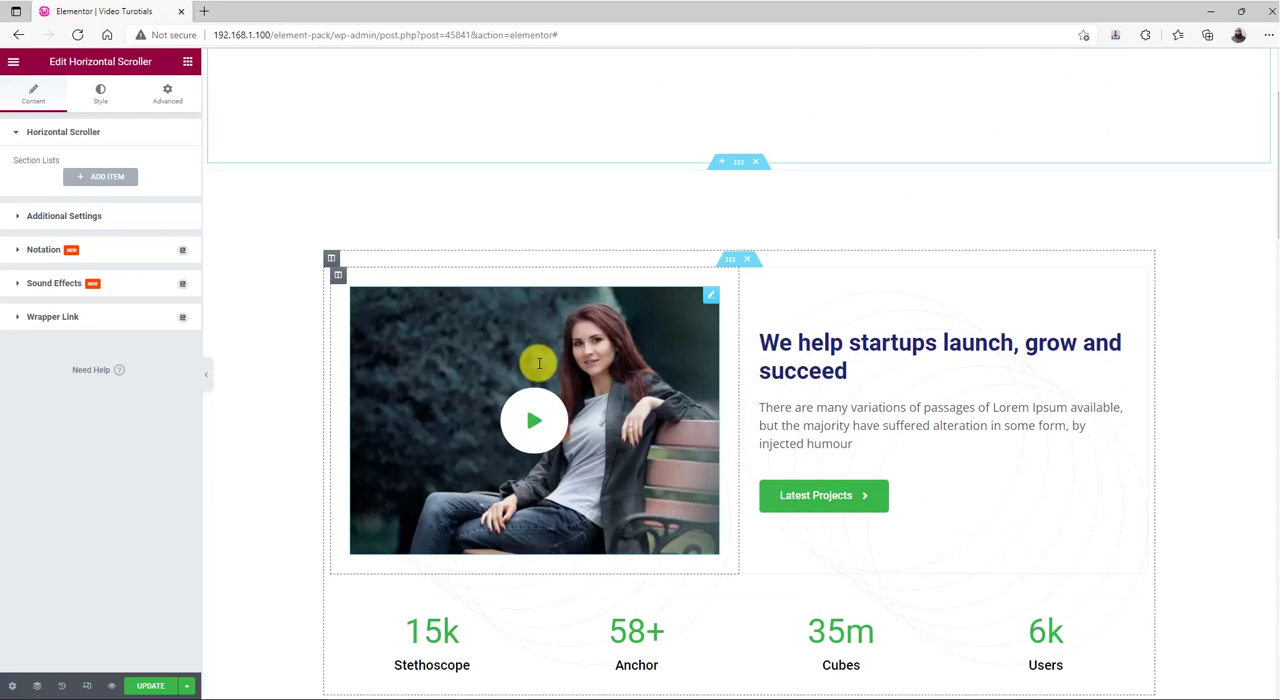 Elementor | Video Turotials
Not secure
192.168.1.100/element-pack/wp-admin/post.php?post=45841&action=elementor#
Edit Horizontal Scroller
Content
Style
Advanced
Horizontal Scroller
Section Lists
+ ADD ITEM
Additional Settings
Notation NEW
Sound Effects NEW
Wrapper Link
Need Help ?
We help startups launch, grow and
succeed
There are many variations of passages of Lorem Ipsum available,
but the majority have suffered alteration in some form, by
injected humour
Latest Projects
15k
58+
35m
6k
Stethoscope
Anchor
Cubes
Users
UPDATE